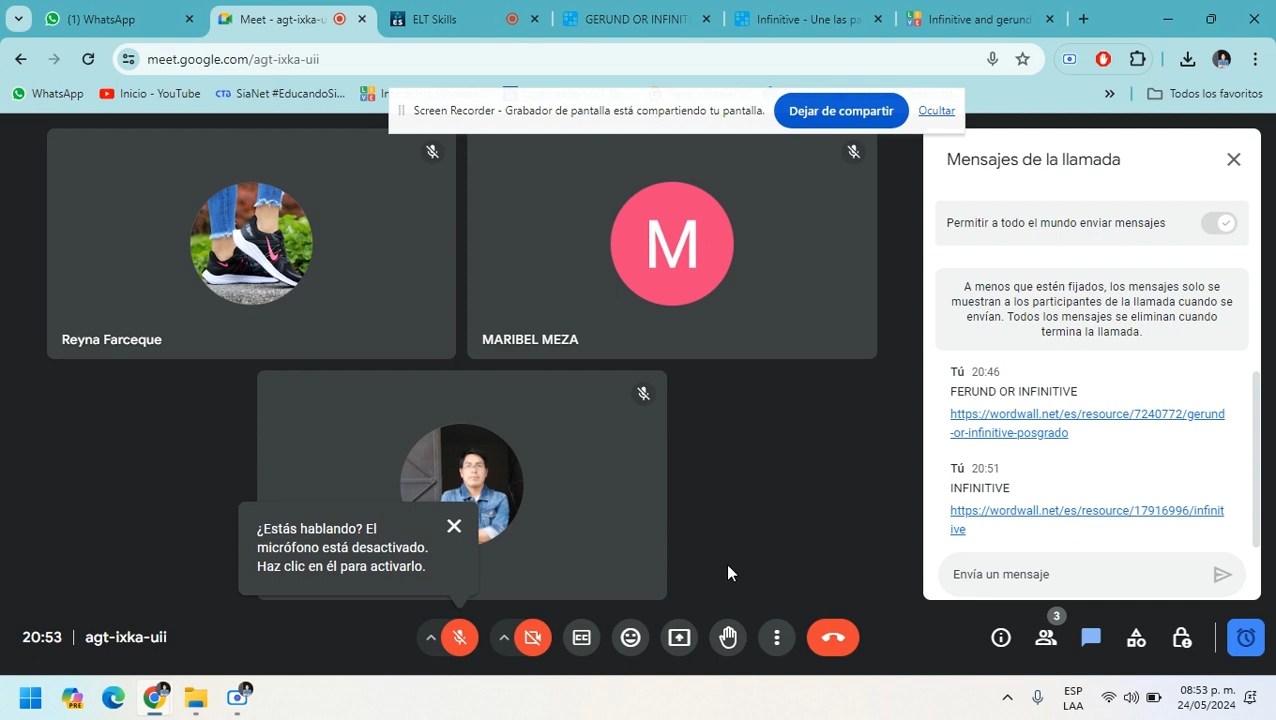 (1) WhatsApp
Meet - agt-ixka-u
ELT Skills
GERUND OR INFINIT
Infinitive - Une las pa
Infinitive and gerund
meet.google.com/agt-ixka-uii
WhatsApp
Inicio - YouTube
CTA SiaNet #EducandoSi...
Todos los favoritos
Screen Recorder - Grabador de pantalla está compartiendo tu pantalla.
Dejar de compartir
Ocultar
Reyna Farceque
M
MARIBEL MEZA
¿Estás hablando? El
micrófono está desactivado.
Haz clic en él para activarlo.
Mensajes de la llamada
Permitir a todo el mundo enviar mensajes
A menos que estén fijados, los mensajes solo se
muestran a los participantes de la llamada cuando se
envían. Todos los mensajes se eliminan cuando
termina la llamada.
Tú 20:46
FERUND OR INFINITIVE
https://wordwall.net/es/resource/7240772/gerund
-or-infinitive-posgrado
Tú 20:51
INFINITIVE
https://wordwall.net/es/resource/17916996/infinit
ive
Envía un mensaje
20:53 | agt-ixka-uii
3
PRE
ESP
LAA
08:53 p. m.
24/05/2024